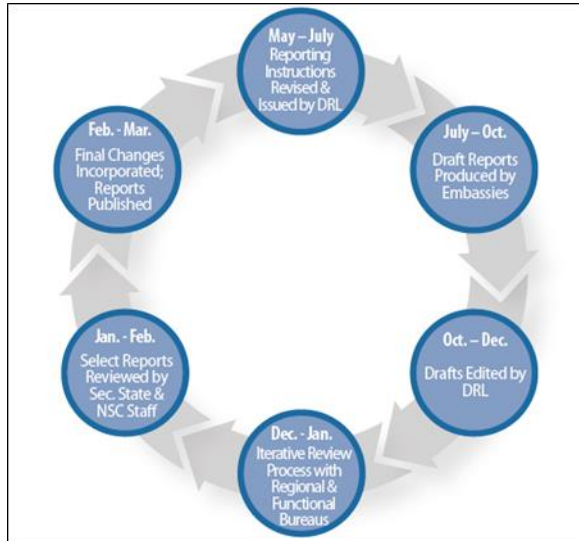 May – July
Reporting
Instructions
Revised &
Issued by DRL
July – Oct.
Draft Reports
Produced by
Embassies
Oct. – Dec.
Drafts Edited by
DRL
Dec. - Jan.
Iterative Review
Process with
Regional &
Functional
Bureaus
Jan. - Feb.
Select Reports
Reviewed by
Sec. State &
NSC Staff
Feb. - Mar.
Final Changes
Incorporated;
Reports
Published